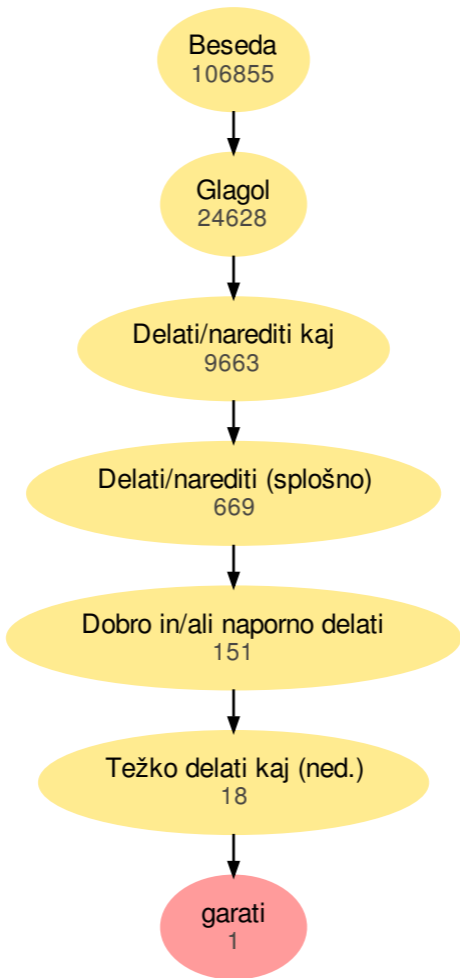 Beseda
106855
Glagol
24628
Delati/narediti kaj
9663
Delati/narediti (splošno)
669
Dobro in/ali naporno delati
151
Težko delati kaj (ned.)
18
garati
1